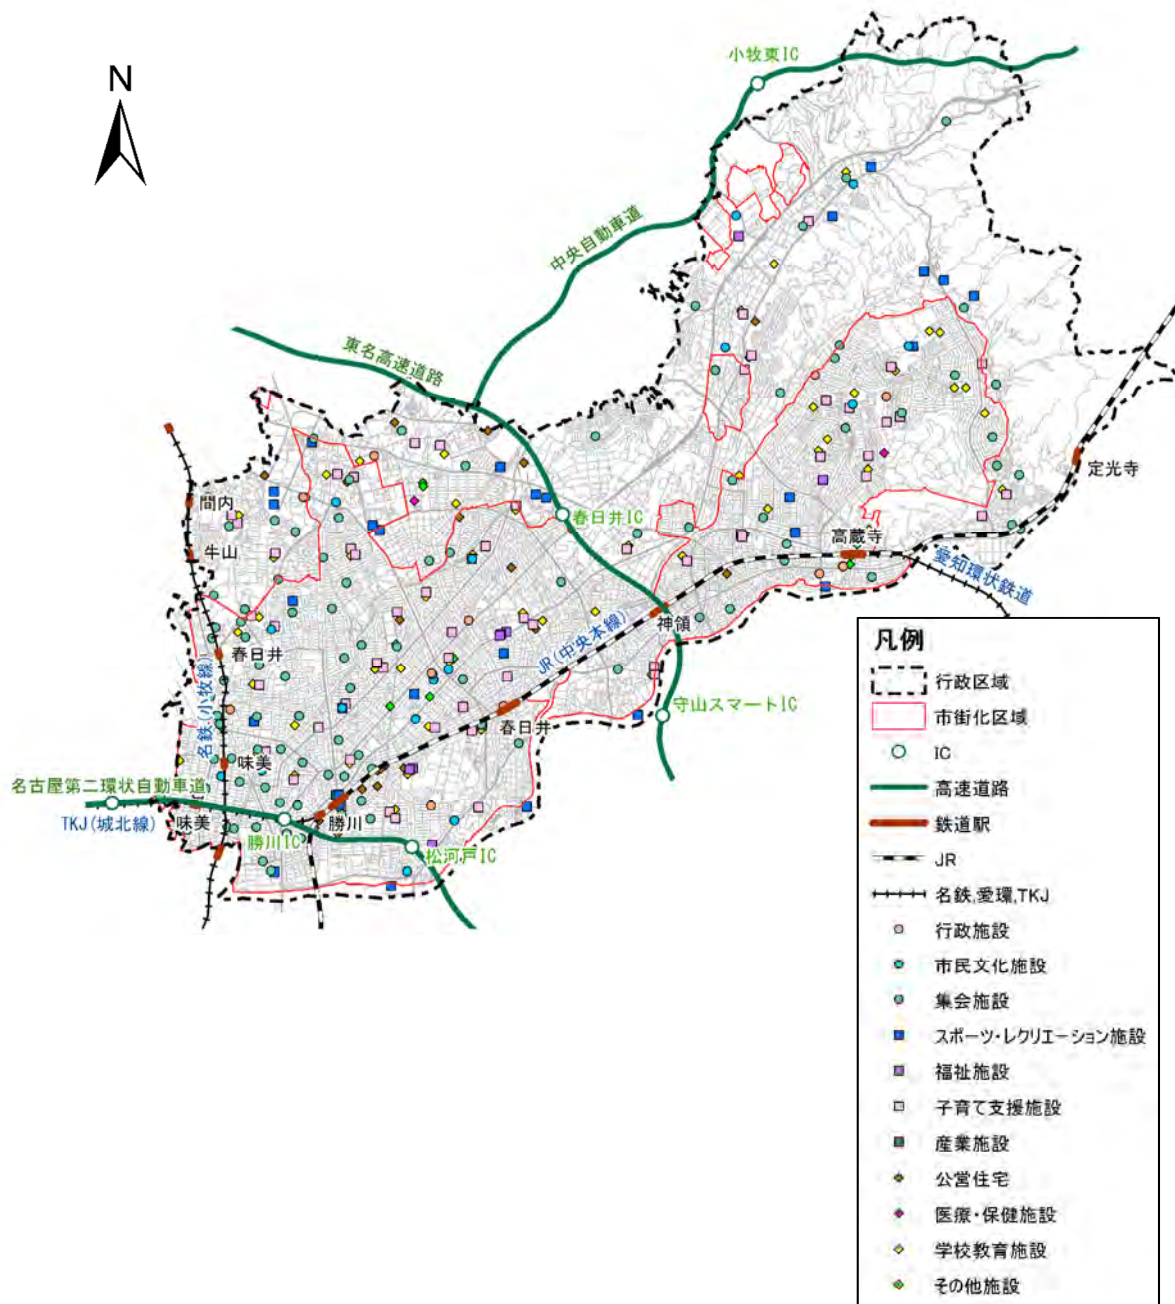 小牧東IC
N
中央自動車道
東名高速道路
定光寺
間内
春日井IC
高蔵寺
牛山
愛知環状鉄道
神領
JR(中央本線)
春日井
名鉄(小牧線)
守山スマートIC
春日井
味美
名古屋第二環状自動車道
TKJ(城北線)
味美
勝川
勝川IC
松河戸IC
凡例
行政区域
市街化区域
IC
高速道路
鉄道駅
JR
名鉄,愛環,TKJ
行政施設
市民文化施設
集会施設
スポーツ・レクリエーション施設
福祉施設
子育て支援施設
産業施設
公営住宅
医療・保健施設
学校教育施設
その他施設